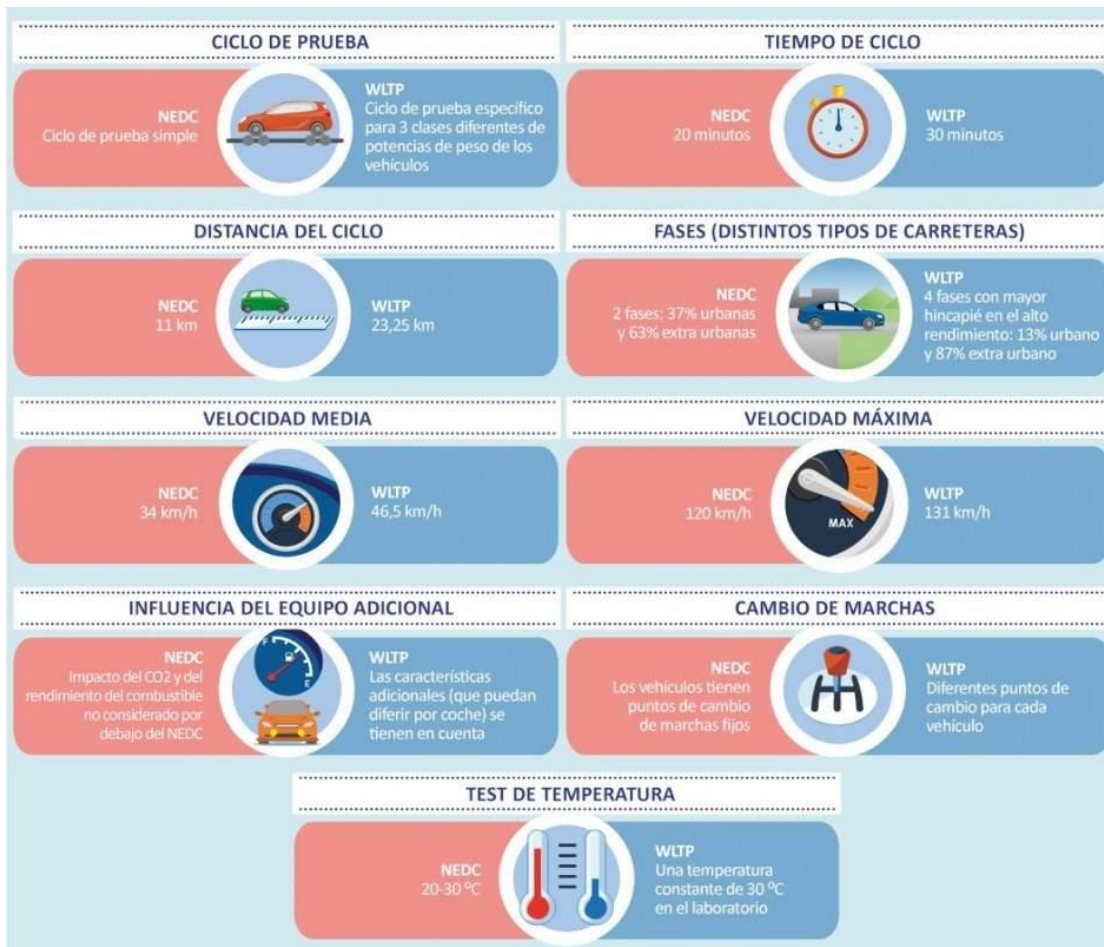 CICLO DE PRUEBA
NEDC
Ciclo de prueba simple
WLTP
Ciclo de prueba específico
para 3 clases diferentes de
potencias de peso de los
vehículos
TIEMPO DE CICLO
NEDC
20 minutos
WLTP
30 minutos
DISTANCIA DEL CICLO
NEDC
11 km
WLTP
23,25 km
FASES (DISTINTOS TIPOS DE CARRETERAS)
NEDC
2 fases: 37% urbanas
y 63% extra urbanas
WLTP
4 fases con mayor
hincapié en el alto
rendimiento: 13% urbano
y 87% extra urbano
VELOCIDAD MEDIA
NEDC
34 km/h
WLTP
46,5 km/h
VELOCIDAD MÁXIMA
NEDC
120 km/h
MAX
WLTP
131 km/h
INFLUENCIA DEL EQUIPO ADICIONAL
NEDC
Impacto del CO2 y del
rendimiento del combustible
no considerado por
debajo del NEDC
F
E
WLTP
Las características
adicionales (que puedan
diferir por coche) se
tienen en cuenta
CAMBIO DE MARCHAS
NEDC
Los vehículos tienen
puntos de cambio
de marchas fijos
WLTP
Diferentes puntos de
cambio para cada
vehículo
TEST DE TEMPERATURA
NEDC
20-30 ºC
WLTP
Una temperatura
constante de 30 ºC
en el laboratorio